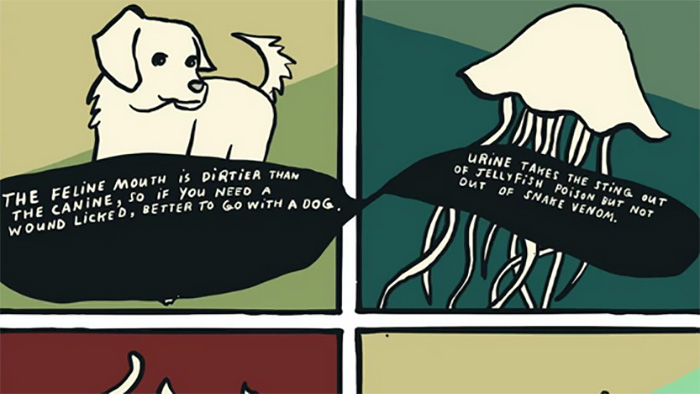 THE FELINE MOUTH IS DIRTIER THAN
THE CANINE, SO IF YOU NEED A
WOUND LICKED, BETTER TO GO WITH A DOG.
URINE TAKES THE STING OUT
OF JELLYFISH POISON BUT NOT
OUT OF SNAKE VENOM.